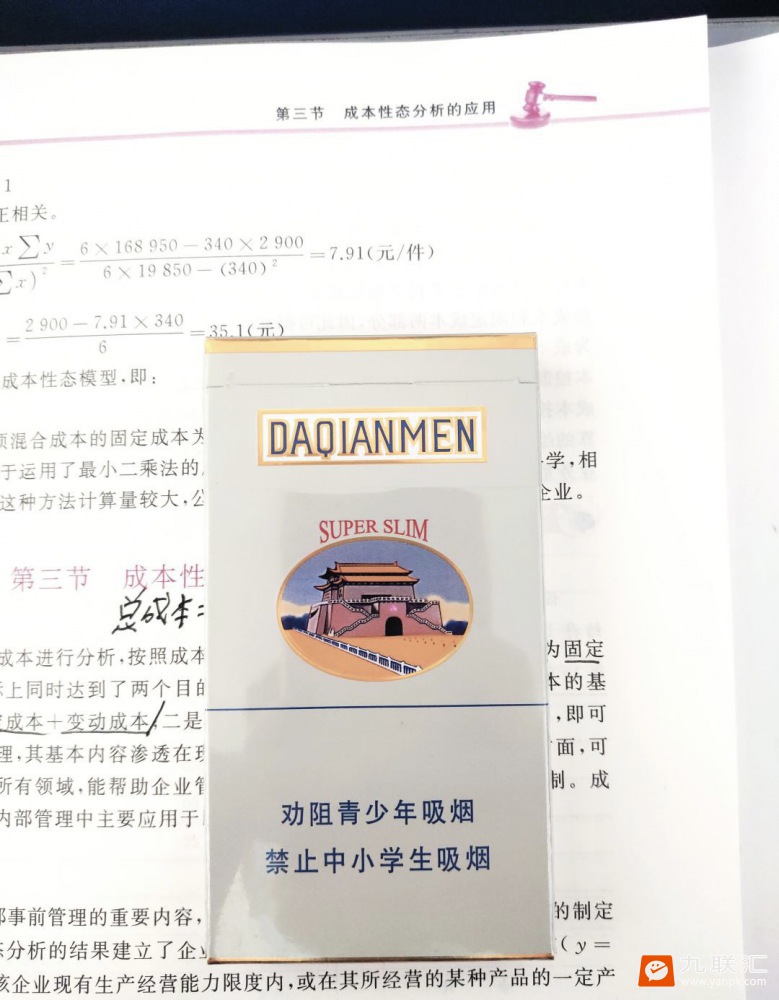 第三节 成本性态分析的应用
1
正相关。
x∑y
∑x)²
= 6×168 950－340×2 900 / 6×19 850－(340)² =7.91(元/件)
= 2 900－7.91×340 / 6 =35.1(元)
成本性态模型,即:
DAQIANMEN
项混合成本的固定成本为
于运用了最小二乘法的 学,相
这种方法计算量较大,公 企业。
SUPER SLIM
第三节 成本性
总成本=
成本进行分析,按照成本 为固定
际上同时达到了两个目的 本的基
定成本+变动成本,二是 ,即可
理,其基本内容渗透在现 面,可
所有领域,能帮助企业管 制。成
内部管理中主要应用于
劝阻青少年吸烟
禁止中小学生吸烟
部事前管理的重要内容, 的制定
态分析的结果建立了企业 (y=
该企业现有生产经营能力限度内,或在其所经营的某种产品的一定产
九联汇
www.yanpk.com